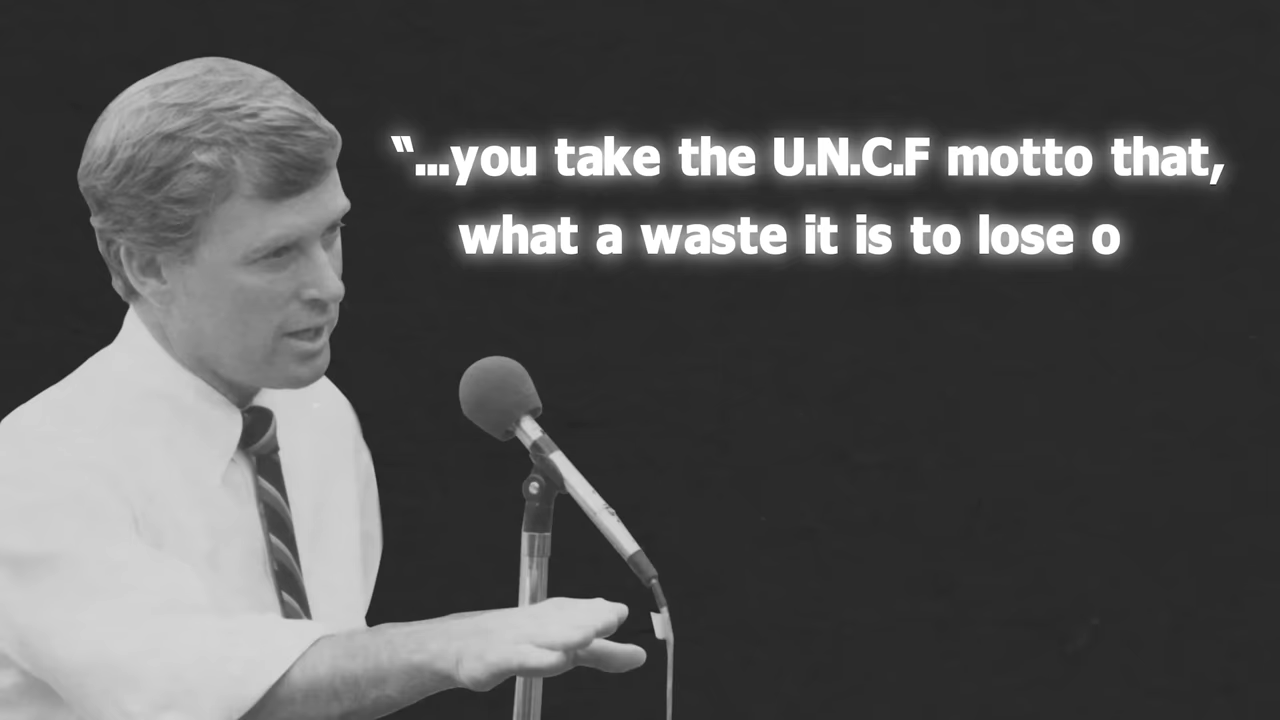 “...you take the U.N.C.F motto that,
what a waste it is to lose o